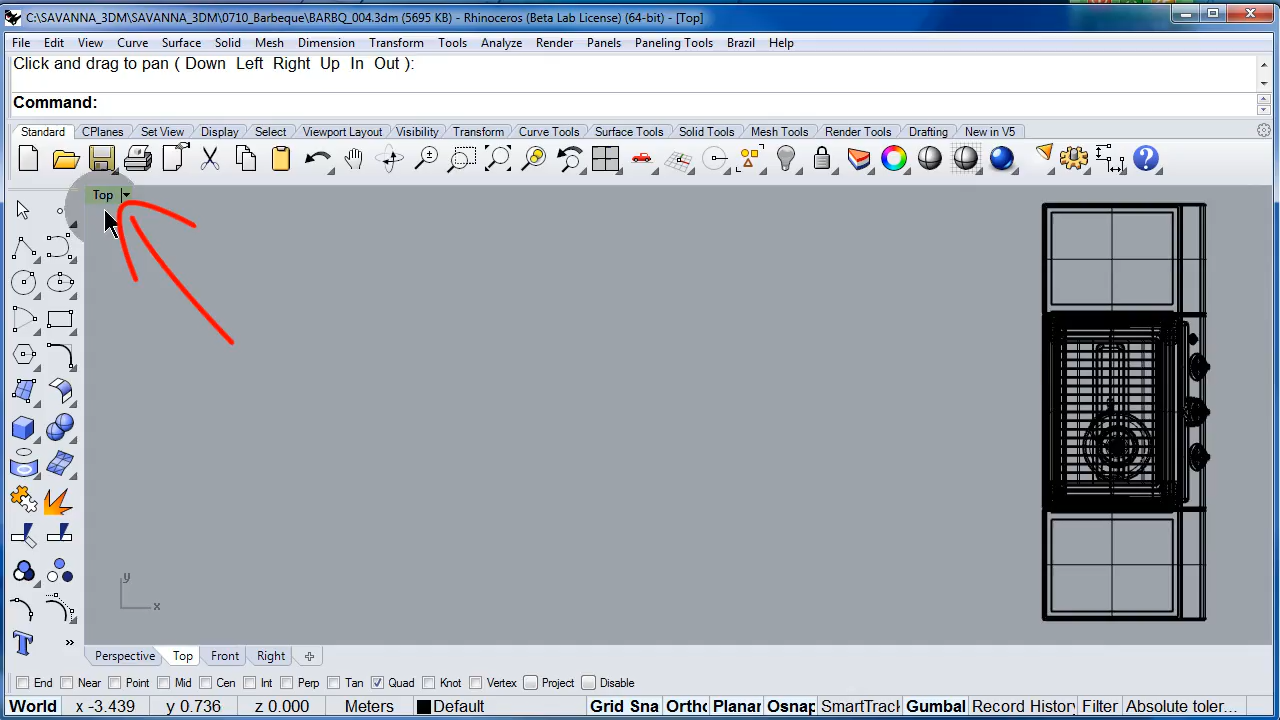 C:\SAVANNA_3DM\SAVANNA_3DM\0710_Barbeque\BARBQ_004.3dm (5695 KB) - Rhinoceros (Beta Lab License) (64-bit) - [Top]
File Edit View Curve Surface Solid Mesh Dimension Transform Tools Analyze Render Panels Paneling Tools Brazil Help
Click and drag to pan ( Down Left Right Up In Out ):
Command:
Standard CPlanes Set View Display Select Viewport Layout Visibility Transform Curve Tools Surface Tools Solid Tools Mesh Tools Render Tools Drafting New in V5
Top
y
x
Perspective Top Front Right
End Near Point Mid Cen Int Perp Tan Quad Knot Vertex Project Disable
World x -3.439 y 0.736 z 0.000 Meters Default Grid Sna Ortho Planar Osnap SmartTrack Gumbal Record History Filter Absolute toler...